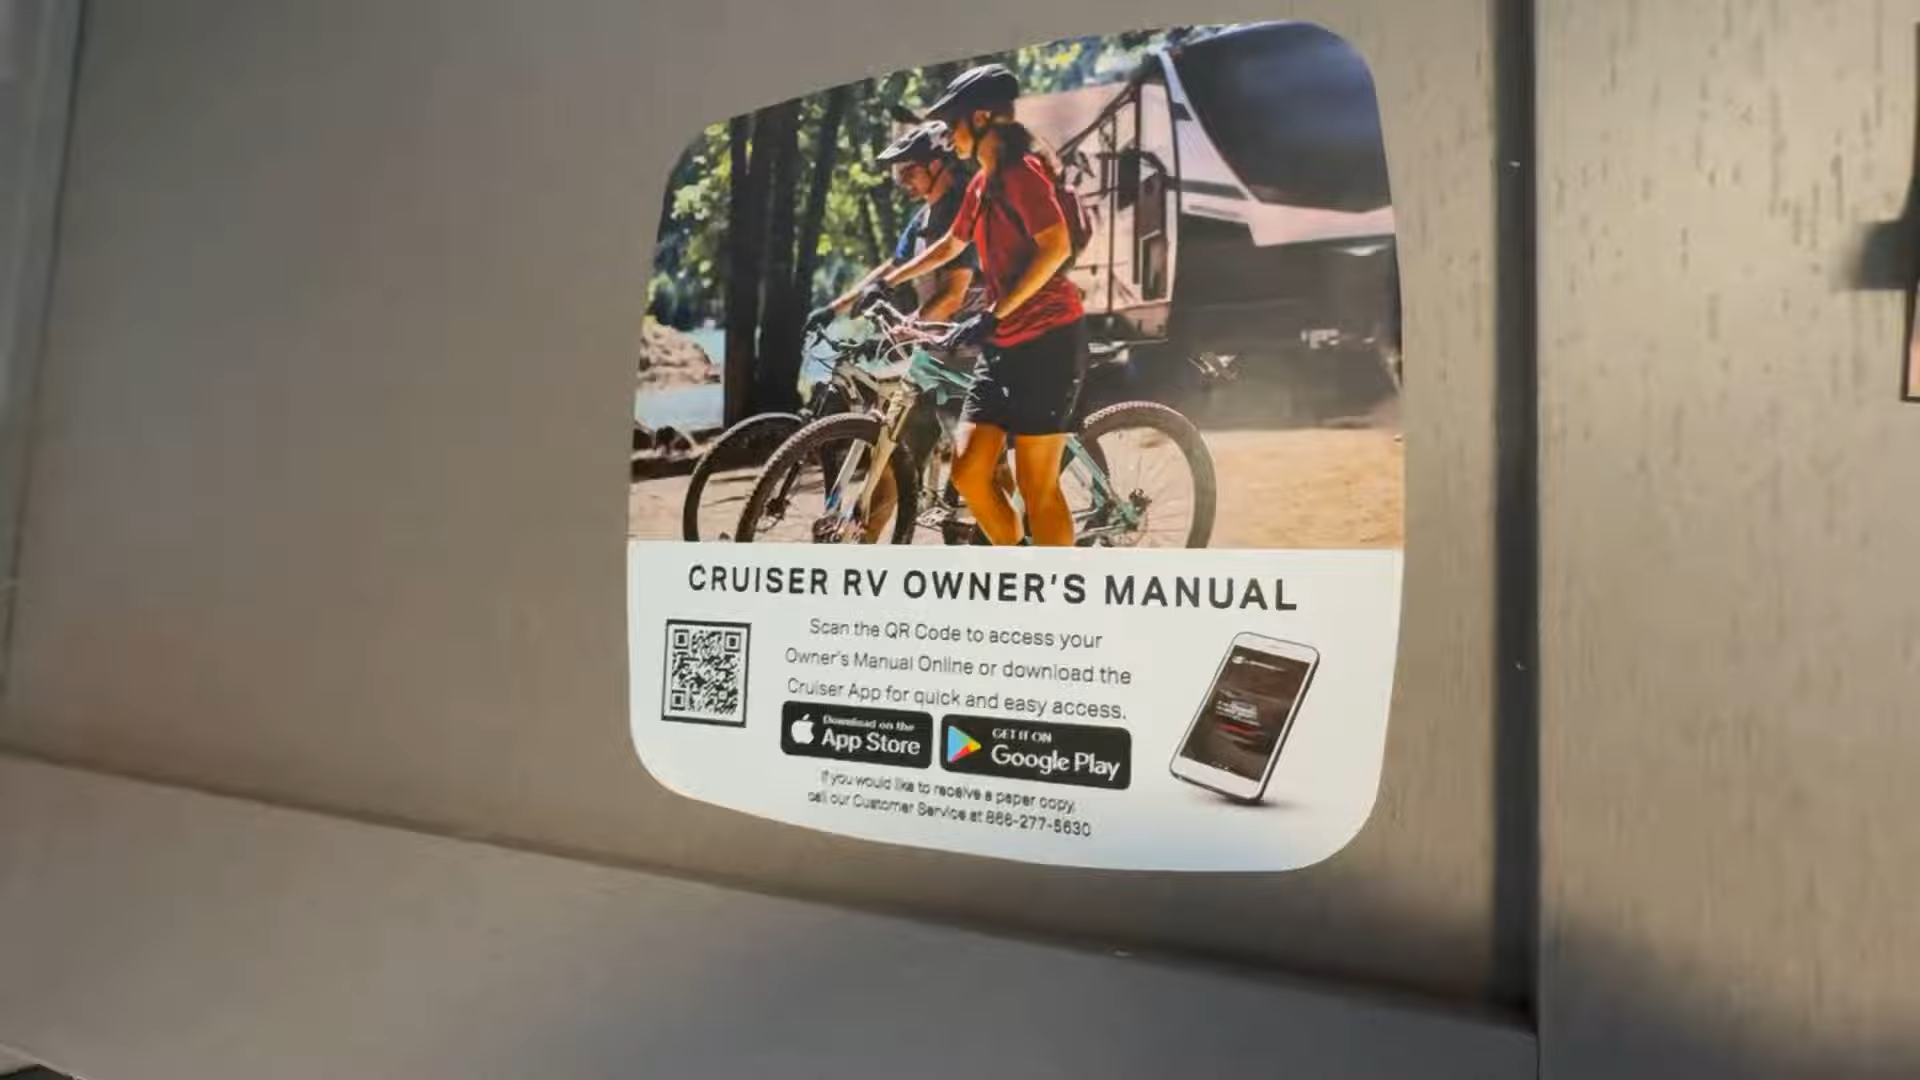 CRUISER RV OWNER'S MANUAL
Scan the QR Code to access your
Owner's Manual Online or download the
Cruiser App for quick and easy access.
Download on the
App Store
GET IT ON
Google Play
If you would like to receive a paper copy,
call our Customer Service at 866-277-5630